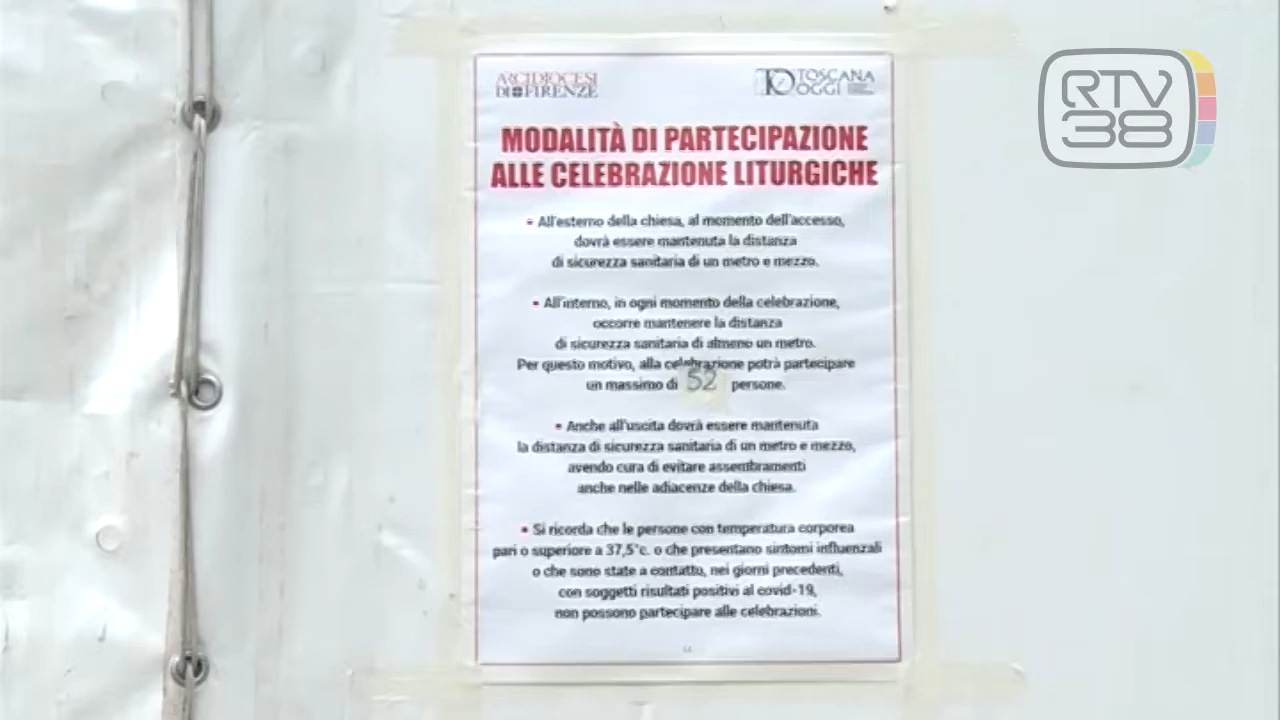 ARCIDIOCESI
DI FIRENZE
TOSCANA
OGGI
RTV
38
MODALITÀ DI PARTECIPAZIONE
ALLE CELEBRAZIONE LITURGICHE
• All'esterno della chiesa, al momento dell'accesso,
dovrà essere mantenuta la distanza
di sicurezza sanitaria di un metro e mezzo.
• All'interno, in ogni momento della celebrazione,
occorre mantenere la distanza
di sicurezza sanitaria di almeno un metro.
Per questo motivo, alla celebrazione potrà partecipare
un massimo di 52 persone.
• Anche all'uscita dovrà essere mantenuta
la distanza di sicurezza sanitaria di un metro e mezzo,
avendo cura di evitare assembramenti
anche nelle adiacenze della chiesa.
• Si ricorda che le persone con temperatura corporea
pari o superiore a 37,5°c. o che presentano sintomi influenzali
o che sono state a contatto, nei giorni precedenti,
con soggetti risultati positivi al covid-19,
non possono partecipare alle celebrazioni.